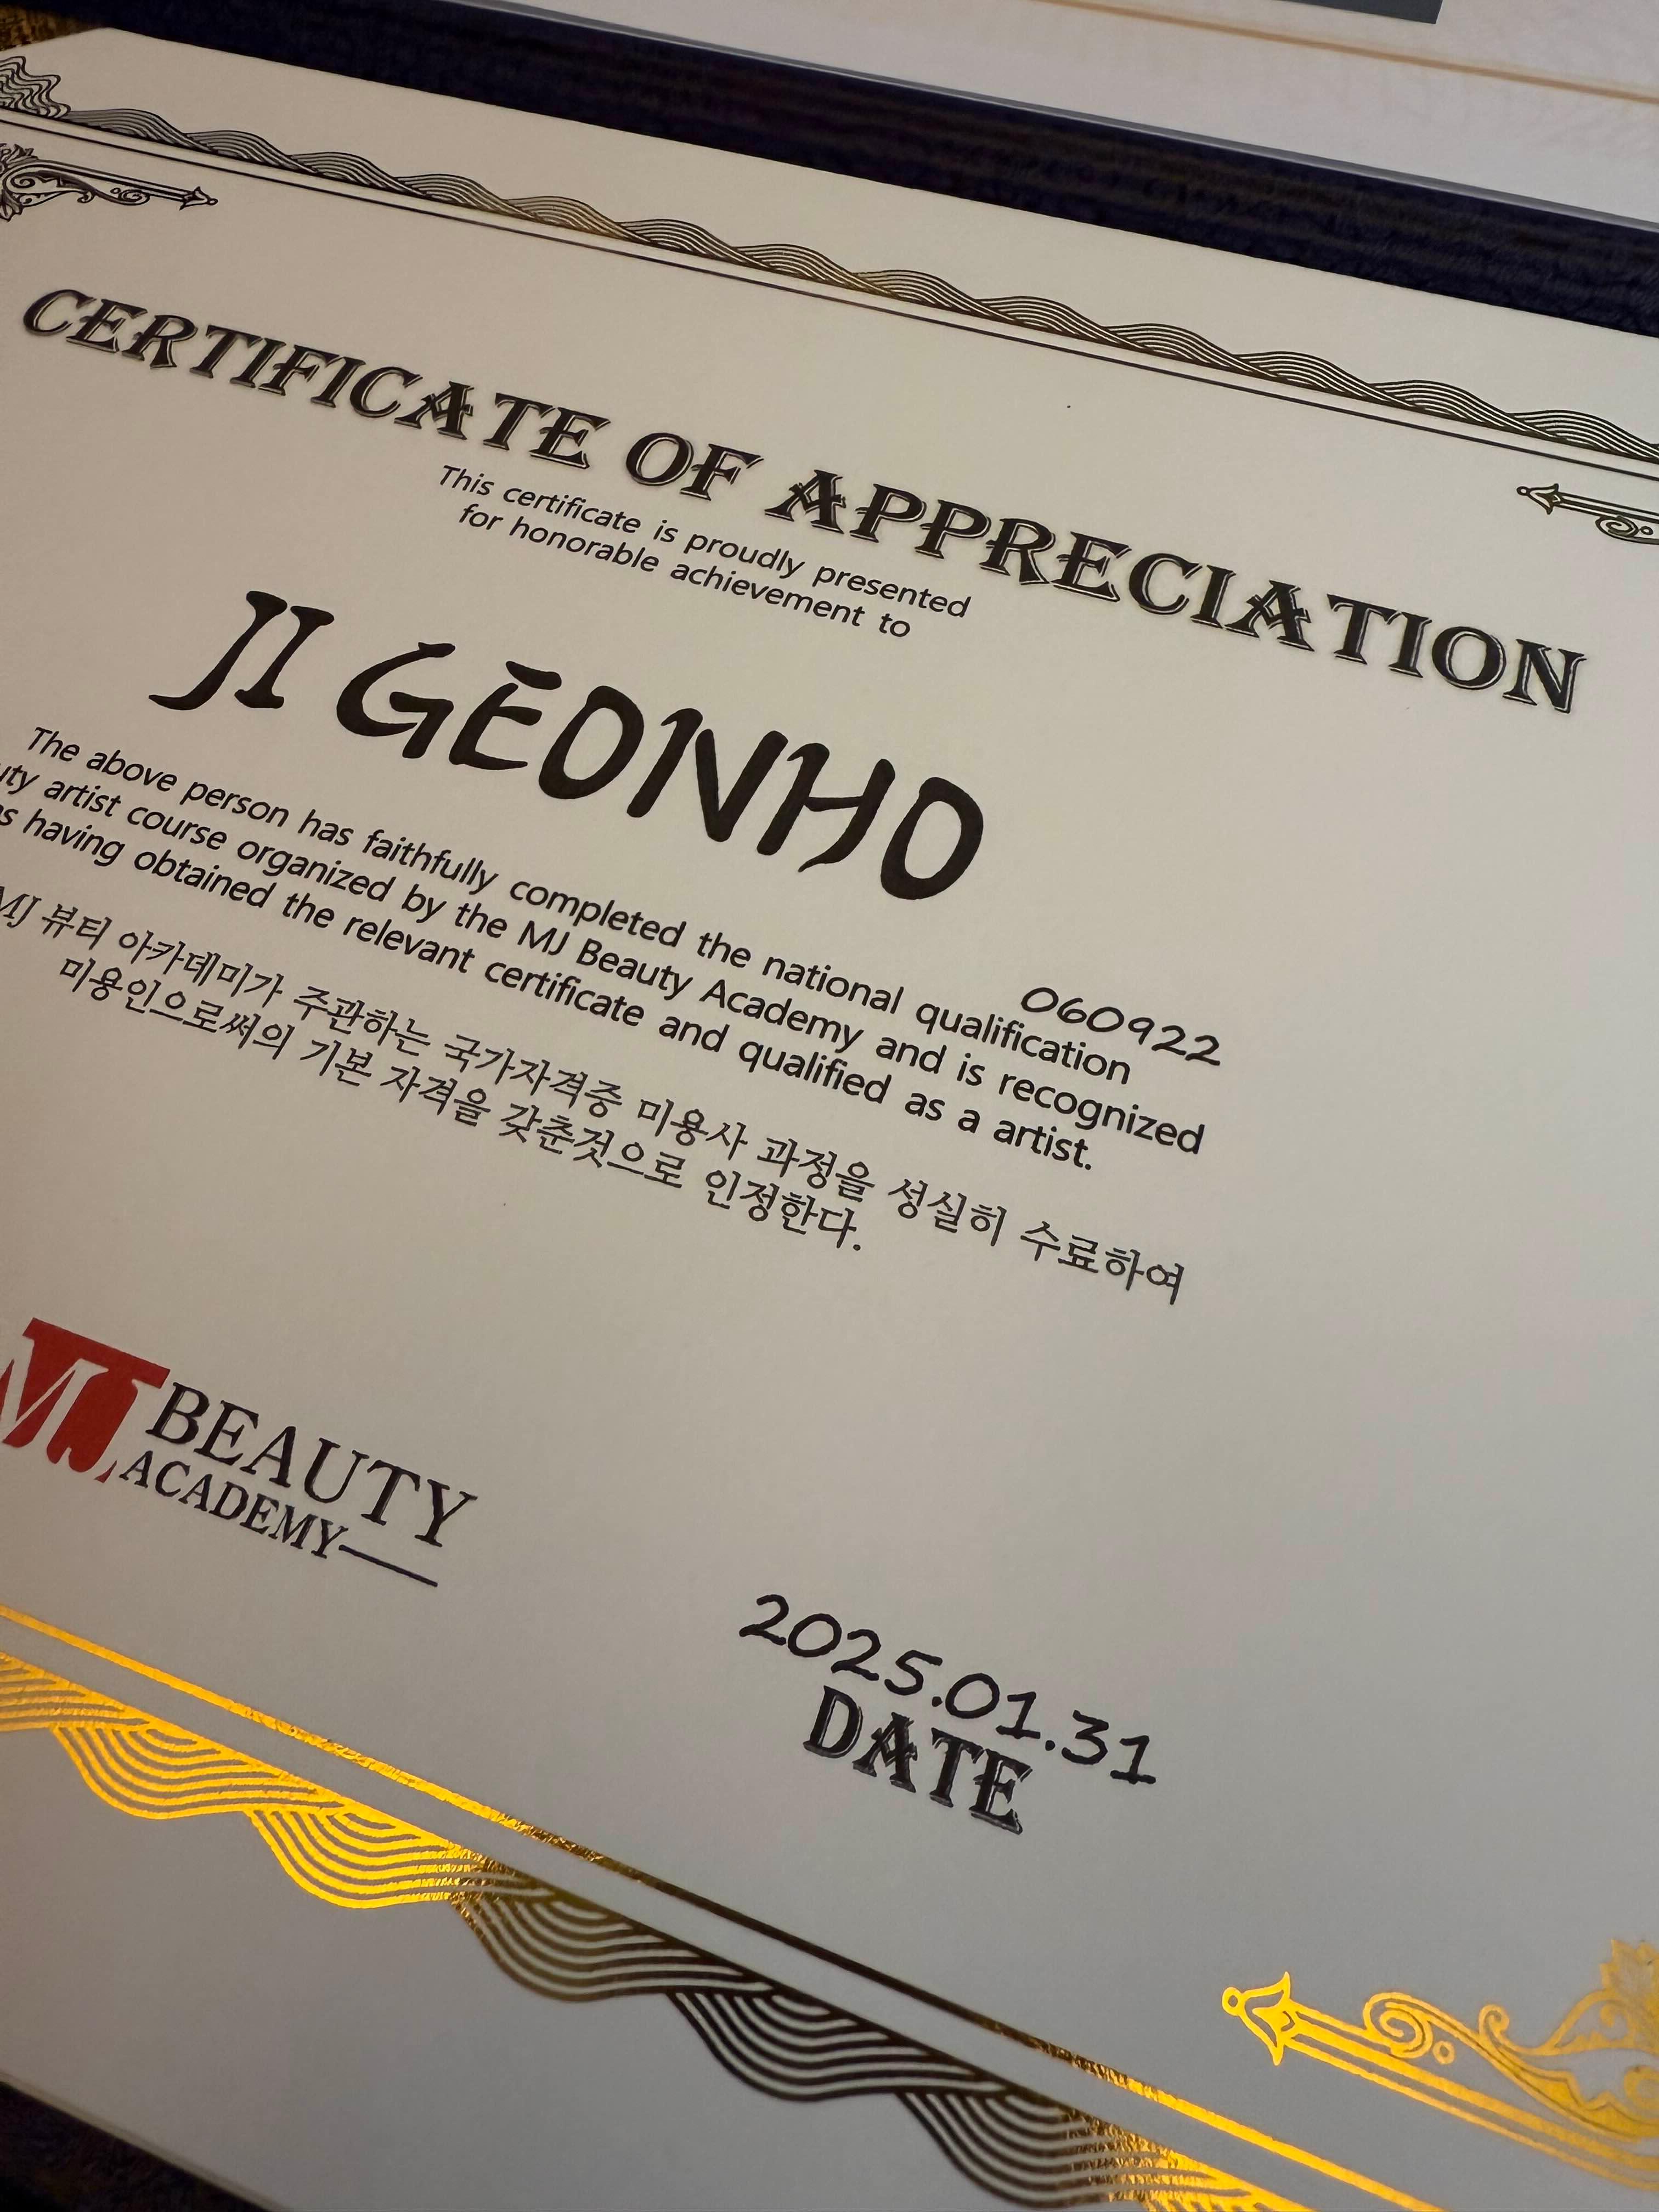 CERTIFICATE OF APPRECIATION
This certificate is proudly presented
for honorable achievement to
JI GEONHO
060922
The above person has faithfully completed the national qualification
artist course organized by the MJ Beauty Academy and is recognized
having obtained the relevant certificate and qualified as a artist.
MJ 뷰티 아카데미가 주관하는 국가자격증 미용사 과정을 성실히 수료하여
미용인으로써의 기본 자격을 갖춘것으로 인정한다.
MJ BEAUTY
ACADEMY
2025.01.31
DATE